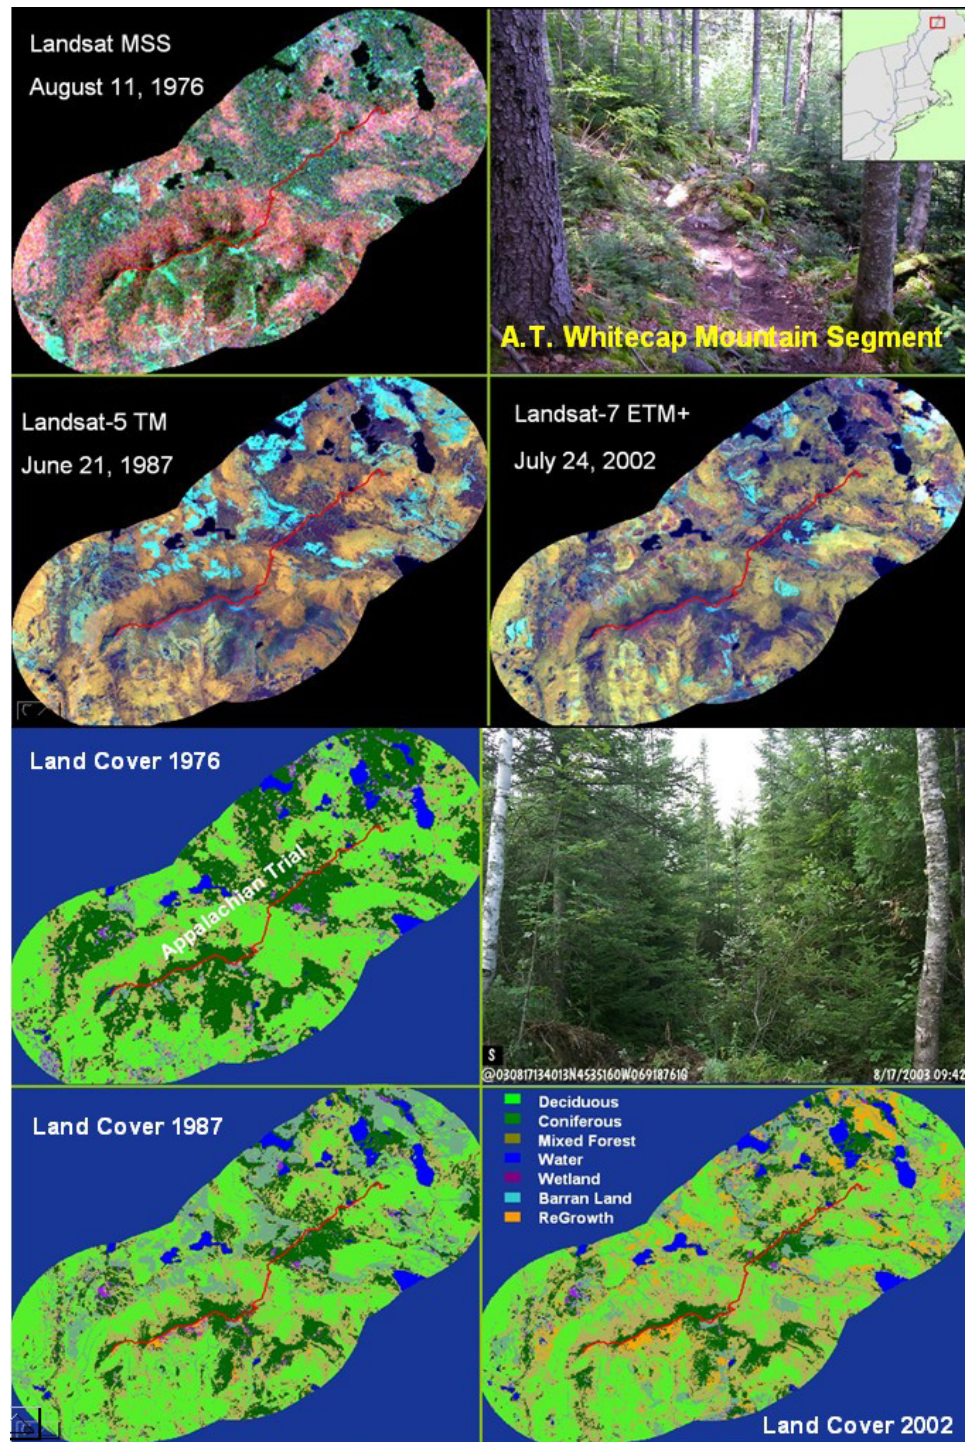 Landsat MSS
August 11, 1976
A.T. Whitecap Mountain Segment
Landsat-5 TM
June 21, 1987
Landsat-7 ETM+
July 24, 2002
Land Cover 1976
Appalachian Trial
S
@030817134013N4535160W06918761G
8/17/2003 09:42
Land Cover 1987
Deciduous
Coniferous
Mixed Forest
Water
Wetland
Barran Land
ReGrowth
Land Cover 2002